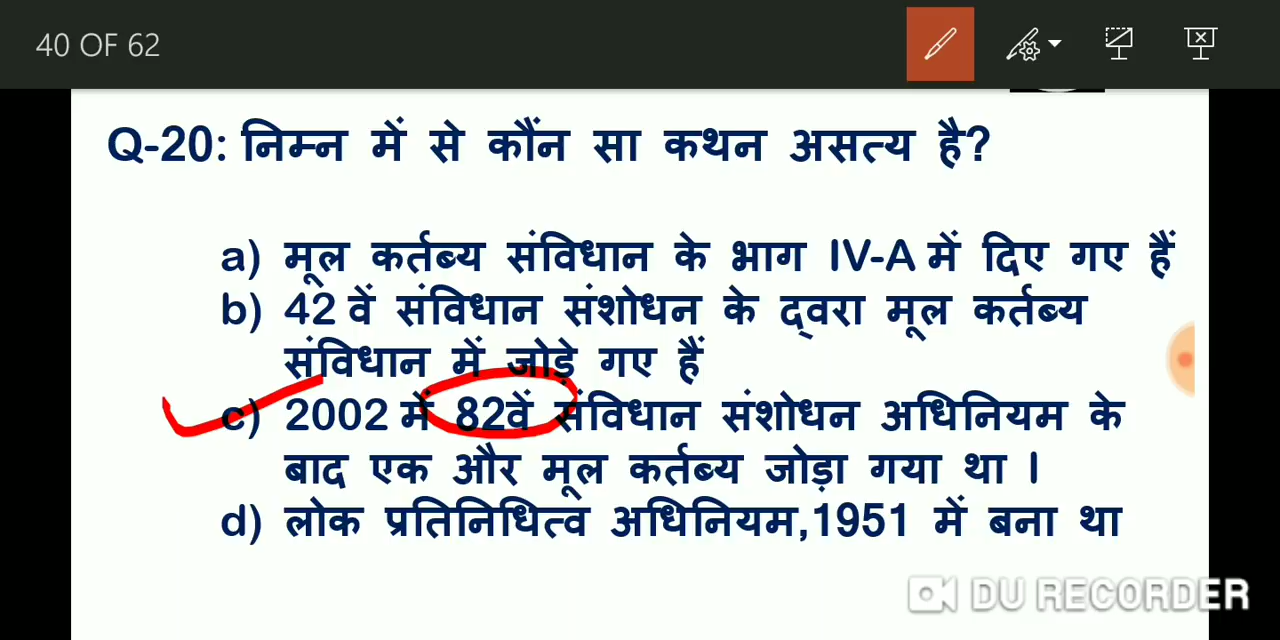 40 OF 62
Q-20: निम्न में से कौंन सा कथन असत्य है?
a) मूल कर्तब्य संविधान के भाग IV-A में दिए गए हैं
b) 42 वें संविधान संशोधन के द्वरा मूल कर्तब्य
संविधान में जोड़े गए हैं
c) 2002 में 82वें संविधान संशोधन अधिनियम के
बाद एक और मूल कर्तब्य जोड़ा गया था ।
d) लोक प्रतिनिधित्व अधिनियम,1951 में बना था
DU RECORDER